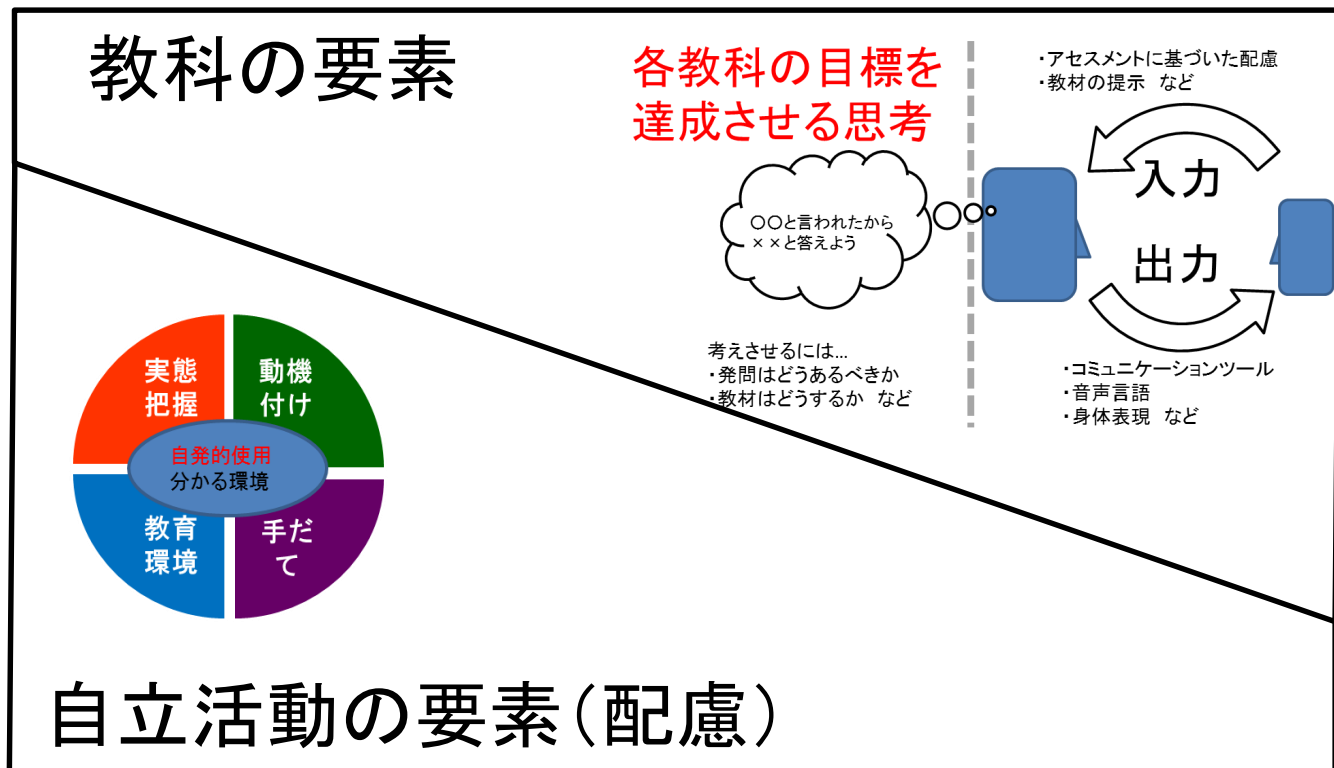 教科の要素
各教科の目標を
達成させる思考
・アセスメントに基づいた配慮
・教材の提示 など
入力
出力
〇〇と言われたから
××と答えよう
考えさせるには…
・発問はどうあるべきか
・教材はどうするか など
・コミュニケーションツール
・音声言語
・身体表現 など
実態
把握
動機
付け
自発的使用
分かる環境
教育
環境
手だ
て
自立活動の要素(配慮)